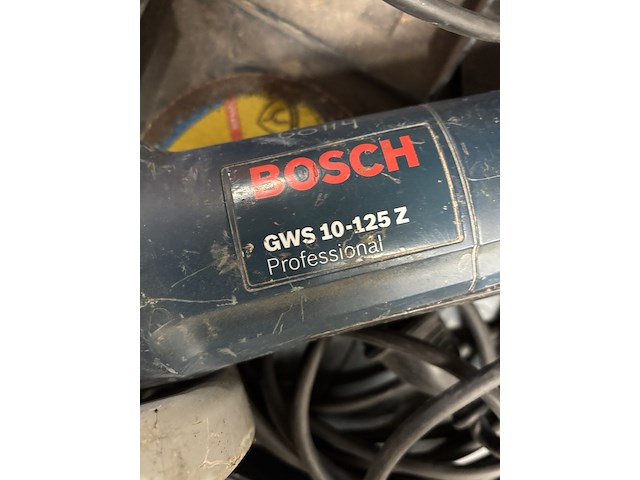 BOSCH
GWS 10-125 Z
Professional